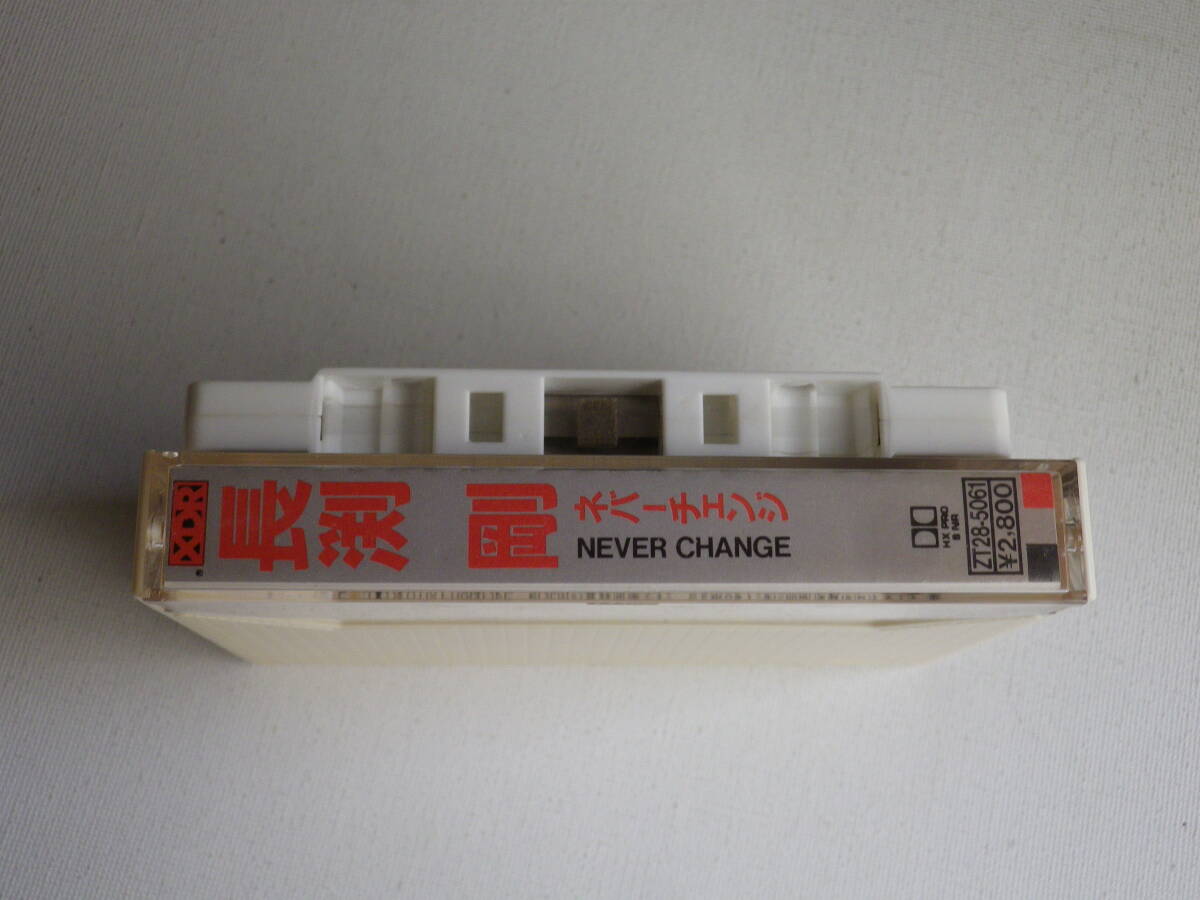 XDR
長渕 剛
ネバーチェンジ
NEVER CHANGE
HX PRO
B NR
ZT28-5061
¥2,800